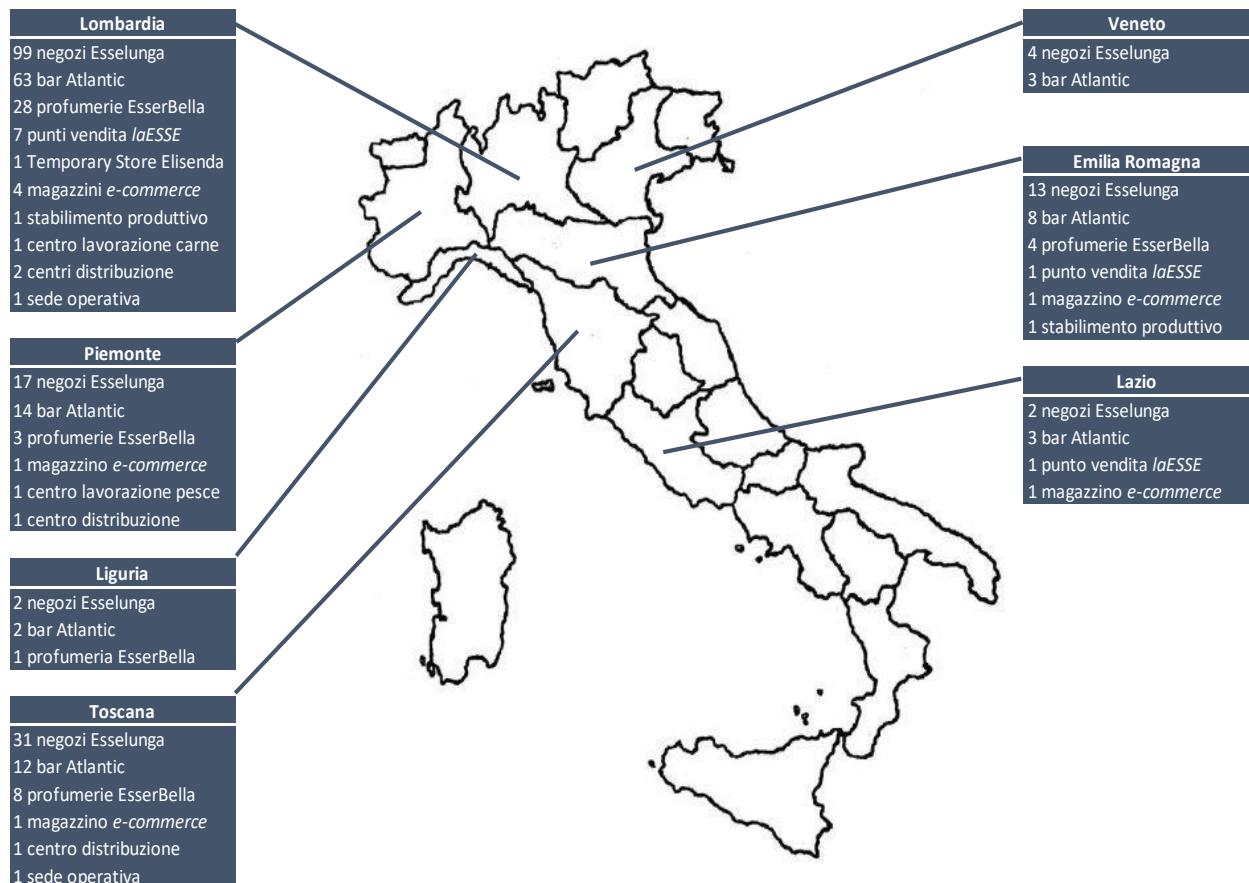 Lombardia
99 negozi Esselunga
63 bar Atlantic
28 profumerie EsserBella
7 punti vendita laESSE
1 Temporary Store Elisenda
4 magazzini e-commerce
1 stabilimento produttivo
1 centro lavorazione carne
2 centri distribuzione
1 sede operativa
Piemonte
17 negozi Esselunga
14 bar Atlantic
3 profumerie EsserBella
1 magazzino e-commerce
1 centro lavorazione pesce
1 centro distribuzione
Liguria
2 negozi Esselunga
2 bar Atlantic
1 profumeria EsserBella
Toscana
31 negozi Esselunga
12 bar Atlantic
8 profumerie EsserBella
1 magazzino e-commerce
1 centro distribuzione
1 sede operativa
Veneto
4 negozi Esselunga
3 bar Atlantic
Emilia Romagna
13 negozi Esselunga
8 bar Atlantic
4 profumerie EsserBella
1 punto vendita laESSE
1 magazzino e-commerce
1 stabilimento produttivo
Lazio
2 negozi Esselunga
3 bar Atlantic
1 punto vendita laESSE
1 magazzino e-commerce